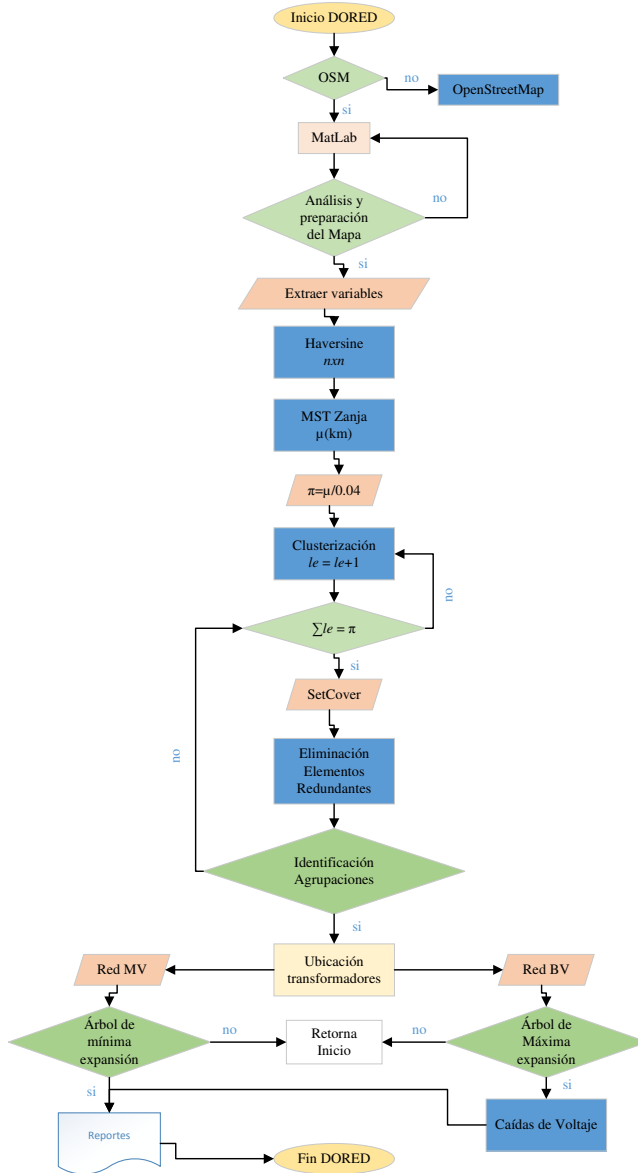 Inicio DORED
OSM
no
OpenStreetMap
si
MatLab
Análisis y
preparación
del Mapa
no
si
Extraer variables
Haversine
nxn
MST Zanja
µ(km)
π=µ/0.04
Clusterización
le = le+1
no
∑le = π
si
SetCover
no
Eliminación
Elementos
Redundantes
Identificación
Agrupaciones
si
Red MV
Ubicación
transformadores
Red BV
Árbol de
mínima
expansión
no
Retorna
Inicio
no
Árbol de
Máxima
expansión
si
si
Reportes
Caídas de Voltaje
Fin DORED